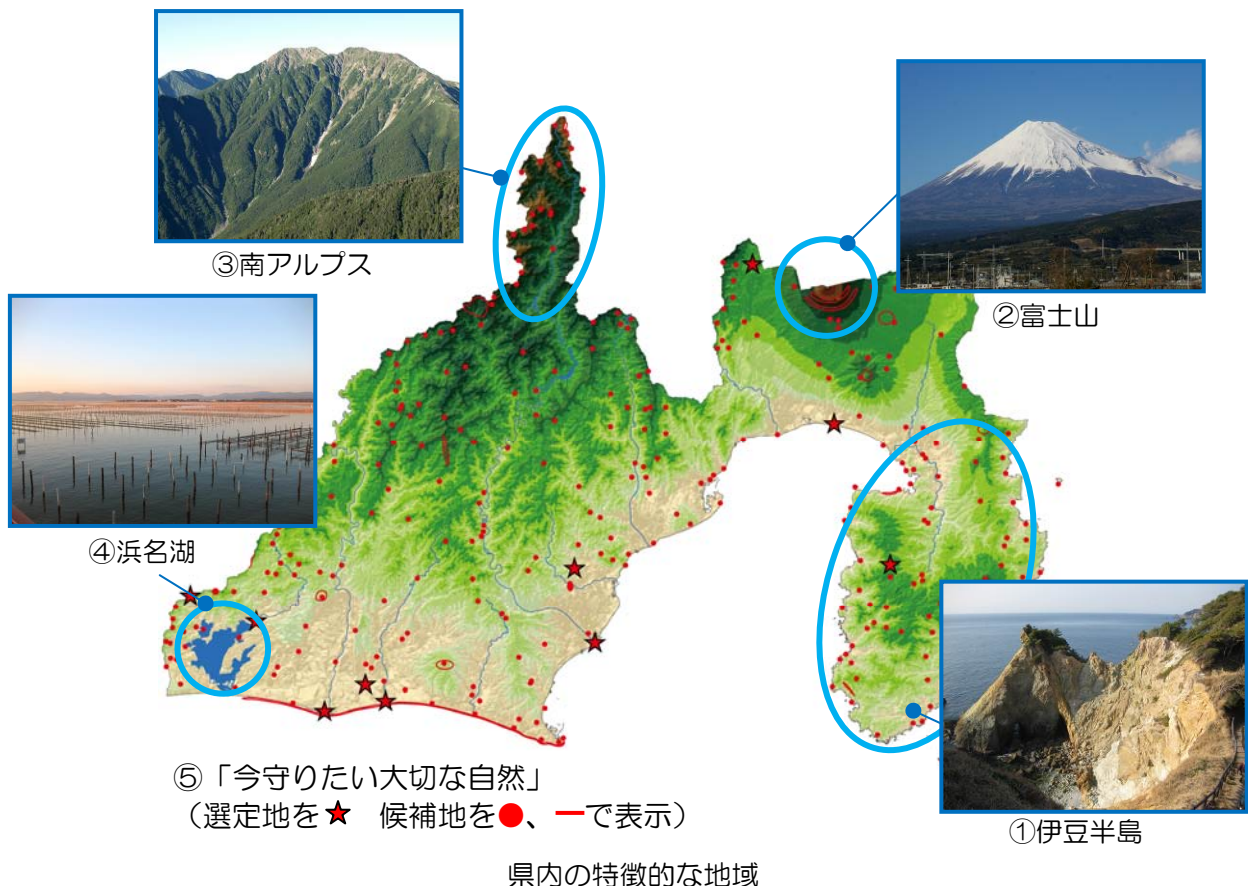 ③南アルプス
②富士山
④浜名湖
⑤「今守りたい大切な自然」
（選定地を★ 候補地を●、━で表示）
①伊豆半島
県内の特徴的な地域